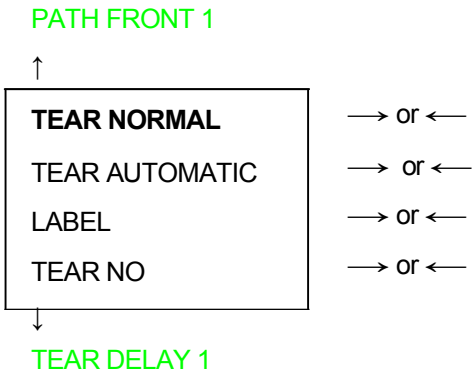 PATH FRONT 1
↑
TEAR NORMAL → or ←
TEAR AUTOMATIC → or ←
LABEL → or ←
TEAR NO → or ←
↓
TEAR DELAY 1